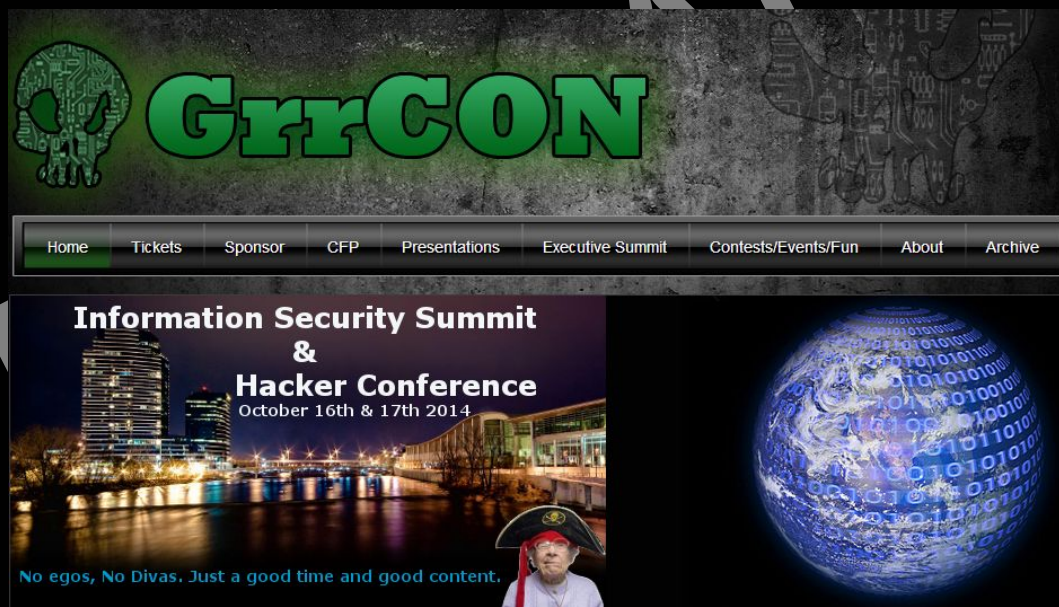 GrrCON
Home Tickets Sponsor CFP Presentations Executive Summit Contests/Events/Fun About Archive
Information Security Summit
&
Hacker Conference
October 16th & 17th 2014
No egos, No Divas. Just a good time and good content.